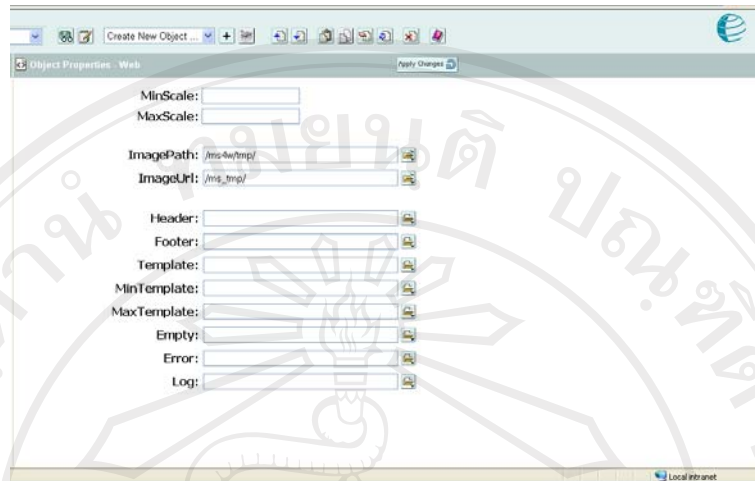 Create New Object ...
Object Properties - Web
Apply Changes
MinScale:
MaxScale:
ImagePath: /ms4w/tmp/
ImageUrl: /ms_tmp/
Header:
Footer:
Template:
MinTemplate:
MaxTemplate:
Empty:
Error:
Log:
Local intranet